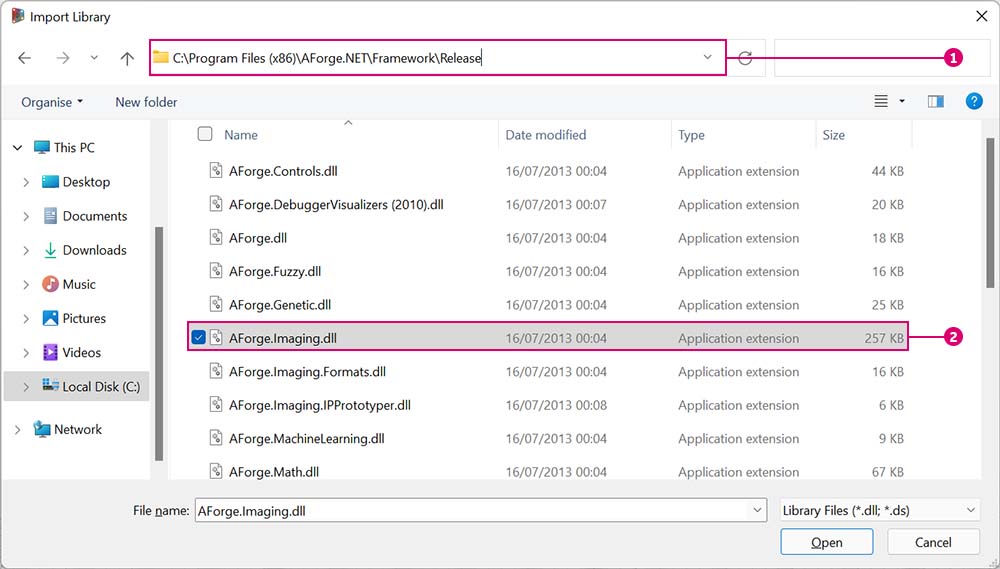 Import Library
C:\Program Files (x86)\AForge.NET\Framework\Release
1
Organise New folder
?
Name Date modified Type Size
This PC
Desktop
Documents
Downloads
Music
Pictures
Videos
Local Disk (C:)
Network
AForge.Controls.dll 16/07/2013 00:04 Application extension 44 KB
AForge.DebuggerVisualizers (2010).dll 16/07/2013 00:07 Application extension 20 KB
AForge.dll 16/07/2013 00:04 Application extension 18 KB
AForge.Fuzzy.dll 16/07/2013 00:04 Application extension 16 KB
AForge.Genetic.dll 16/07/2013 00:04 Application extension 25 KB
AForge.Imaging.dll 16/07/2013 00:04 Application extension 257 KB
2
AForge.Imaging.Formats.dll 16/07/2013 00:04 Application extension 16 KB
AForge.Imaging.IPPrototyper.dll 16/07/2013 00:08 Application extension 6 KB
AForge.MachineLearning.dll 16/07/2013 00:04 Application extension 9 KB
AForge.Math.dll 16/07/2013 00:04 Application extension 67 KB
File name: AForge.Imaging.dll Library Files (*.dll; *.ds)
Open Cancel